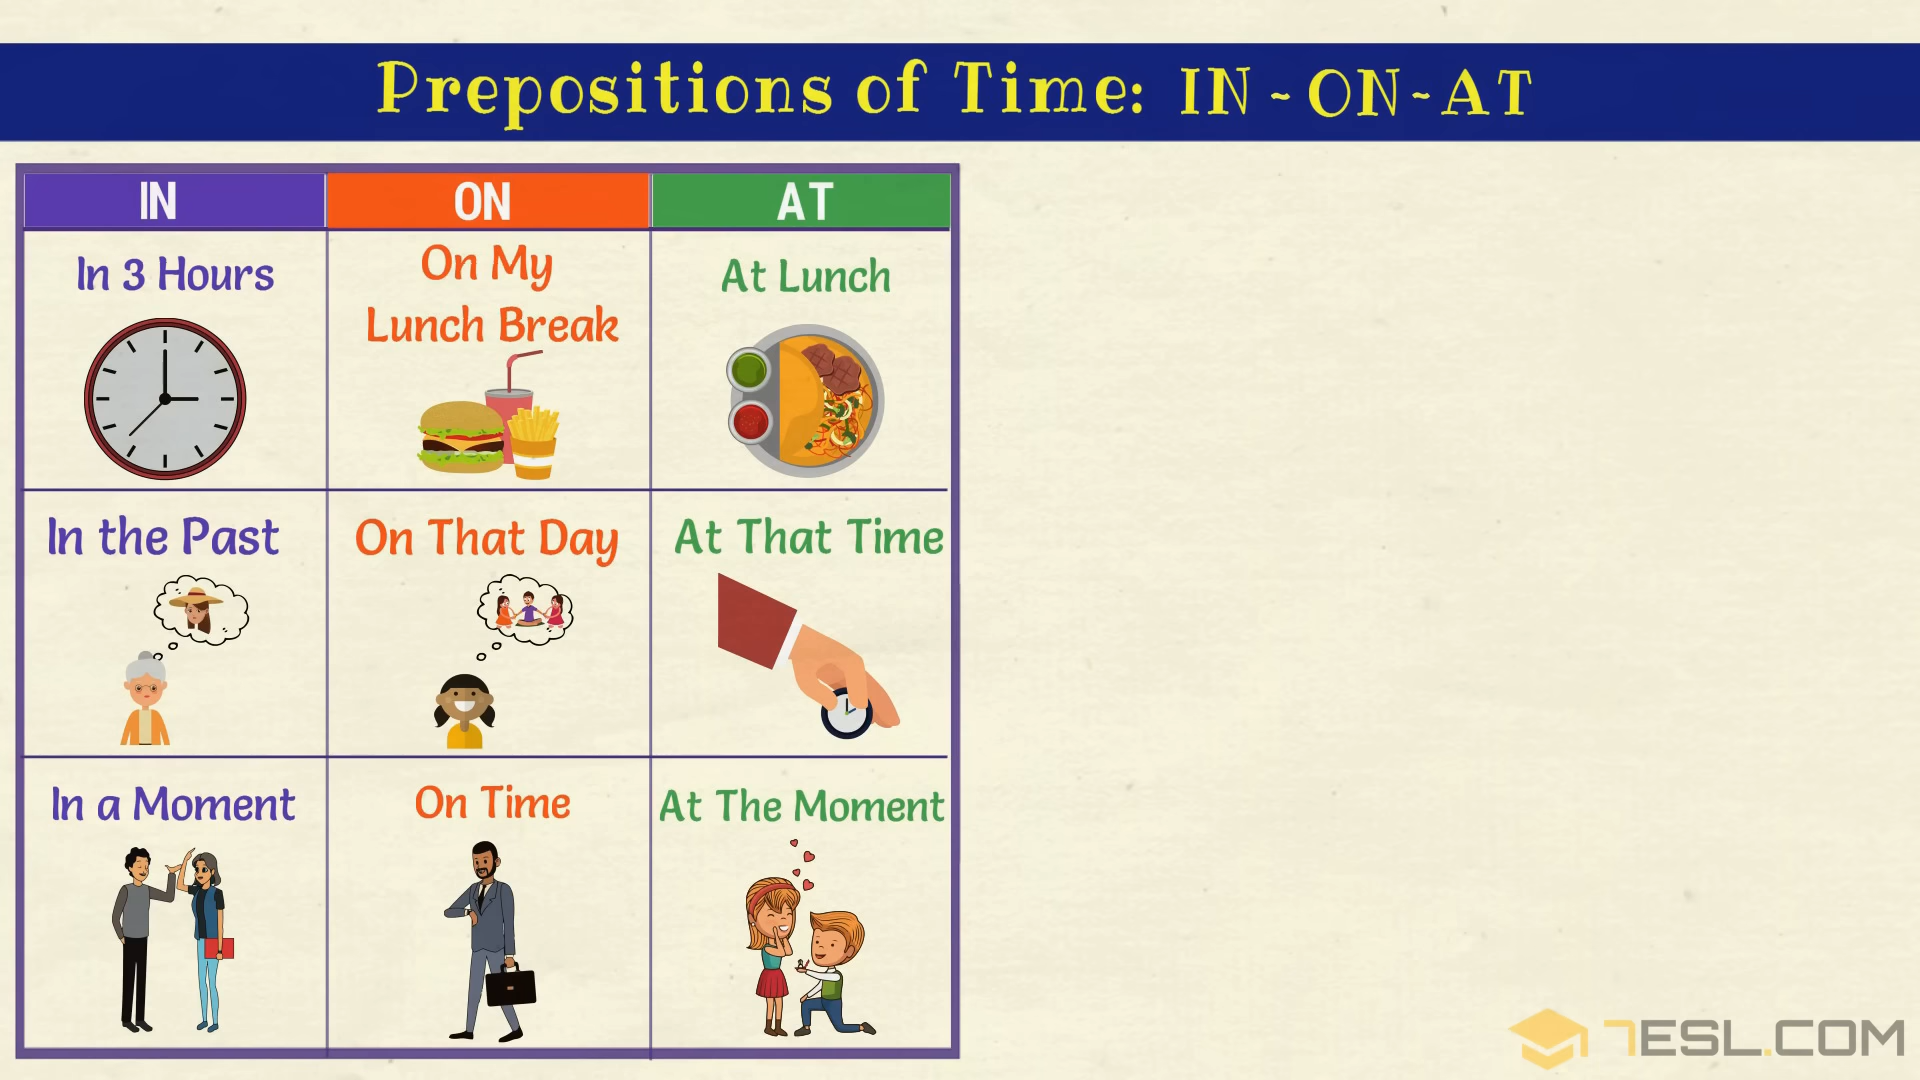 Prepositions of Time: IN - ON - AT
IN ON AT
In 3 Hours
On My
Lunch Break
At Lunch
In the Past
On That Day
At That Time
In a Moment
On Time
At The Moment
7ESL.COM